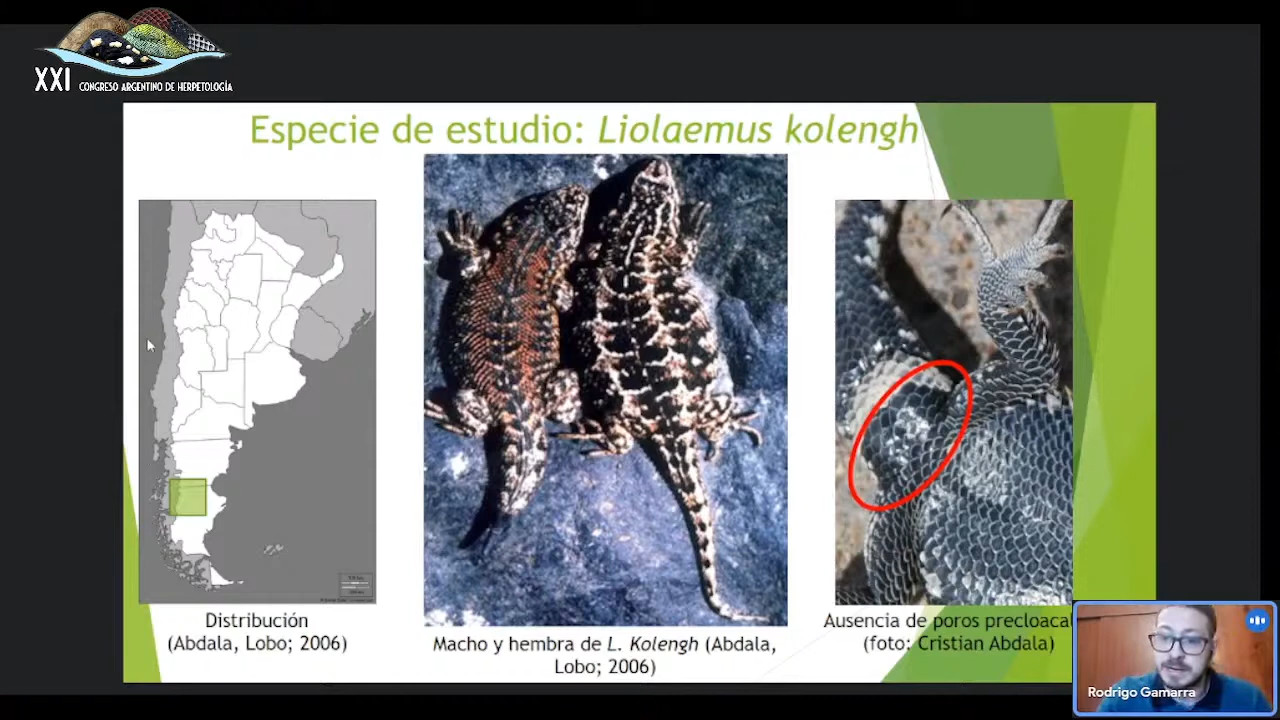 XXI CONGRESO ARGENTINO DE HERPETOLOGÍA
Especie de estudio: Liolaemus kolengh
Distribución
(Abdala, Lobo; 2006)
Macho y hembra de L. Kolengh (Abdala,
Lobo; 2006)
Ausencia de poros precloaca
(foto: Cristian Abdala)
Rodrigo Gamarra